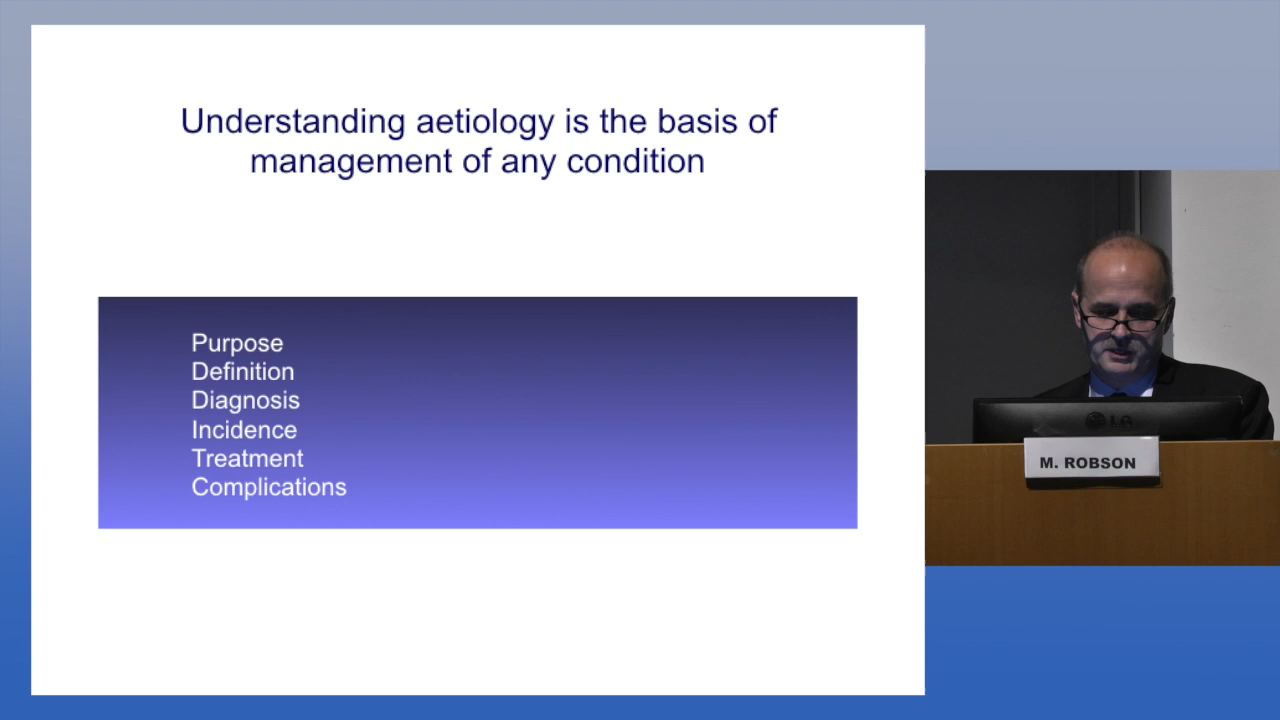 Understanding aetiology is the basis of
management of any condition
Purpose
Definition
Diagnosis
Incidence
Treatment
Complications
LG
M. ROBSON